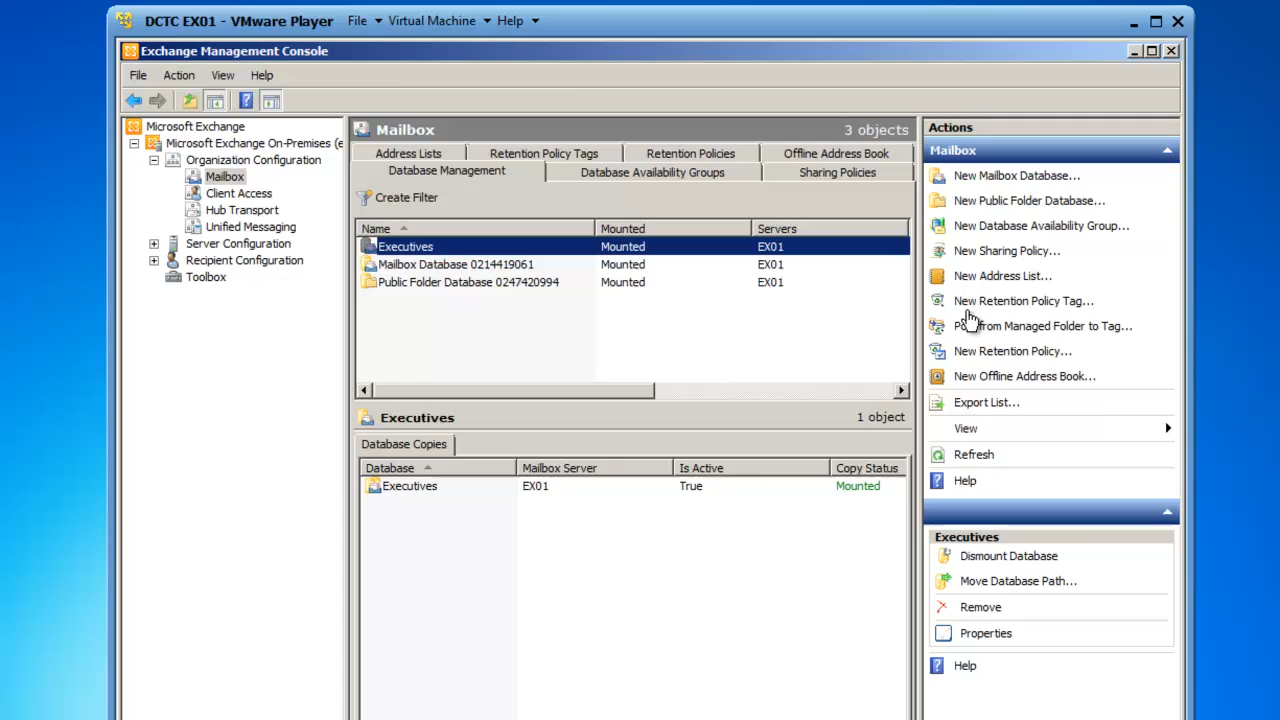 DCTC EX01 - VMware Player File Virtual Machine Help
Exchange Management Console
File Action View Help
Microsoft Exchange
Microsoft Exchange On-Premises (e
Organization Configuration
Mailbox
Client Access
Hub Transport
Unified Messaging
Server Configuration
Recipient Configuration
Toolbox
Mailbox 3 objects
Address Lists Retention Policy Tags Retention Policies Offline Address Book
Database Management Database Availability Groups Sharing Policies
Create Filter
Name Mounted Servers
Executives Mounted EX01
Mailbox Database 0214419061 Mounted EX01
Public Folder Database 0247420994 Mounted EX01
Executives 1 object
Database Copies
Database Mailbox Server Is Active Copy Status
Executives EX01 True Mounted
Actions
Mailbox
New Mailbox Database...
New Public Folder Database...
New Database Availability Group...
New Sharing Policy...
New Address List...
New Retention Policy Tag...
from Managed Folder to Tag...
New Retention Policy...
New Offline Address Book...
Export List...
View
Refresh
Help
Executives
Dismount Database
Move Database Path...
Remove
Properties
Help